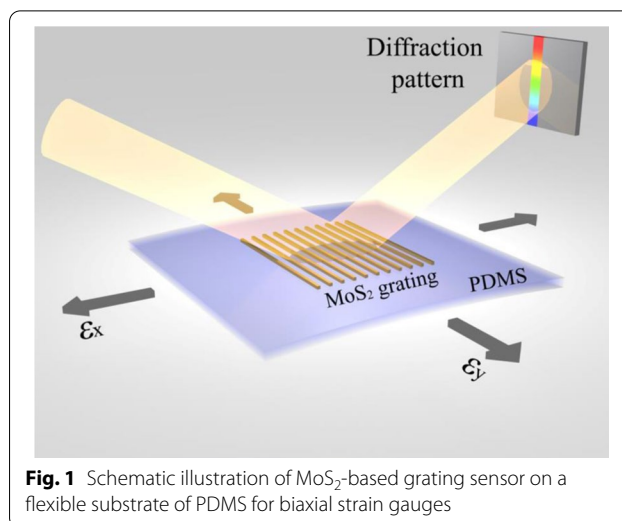 Diffraction
pattern
MoS₂ grating
PDMS
εx
εy
Fig. 1 Schematic illustration of MoS₂-based grating sensor on a
flexible substrate of PDMS for biaxial strain gauges